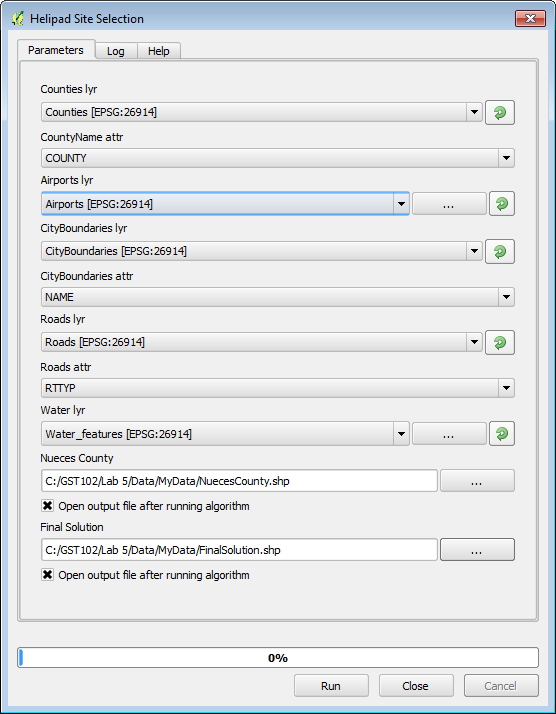 Helipad Site Selection
Parameters Log Help
Counties lyr
Counties [EPSG:26914]
CountyName attr
COUNTY
Airports lyr
Airports [EPSG:26914] ...
CityBoundaries lyr
CityBoundaries [EPSG:26914]
CityBoundaries attr
NAME
Roads lyr
Roads [EPSG:26914]
Roads attr
RTTYP
Water lyr
Water_features [EPSG:26914] ...
Nueces County
C:/GST102/Lab 5/Data/MyData/NuecesCounty.shp ...
Open output file after running algorithm
Final Solution
C:/GST102/Lab 5/Data/MyData/FinalSolution.shp ...
Open output file after running algorithm
0%
Run Close Cancel